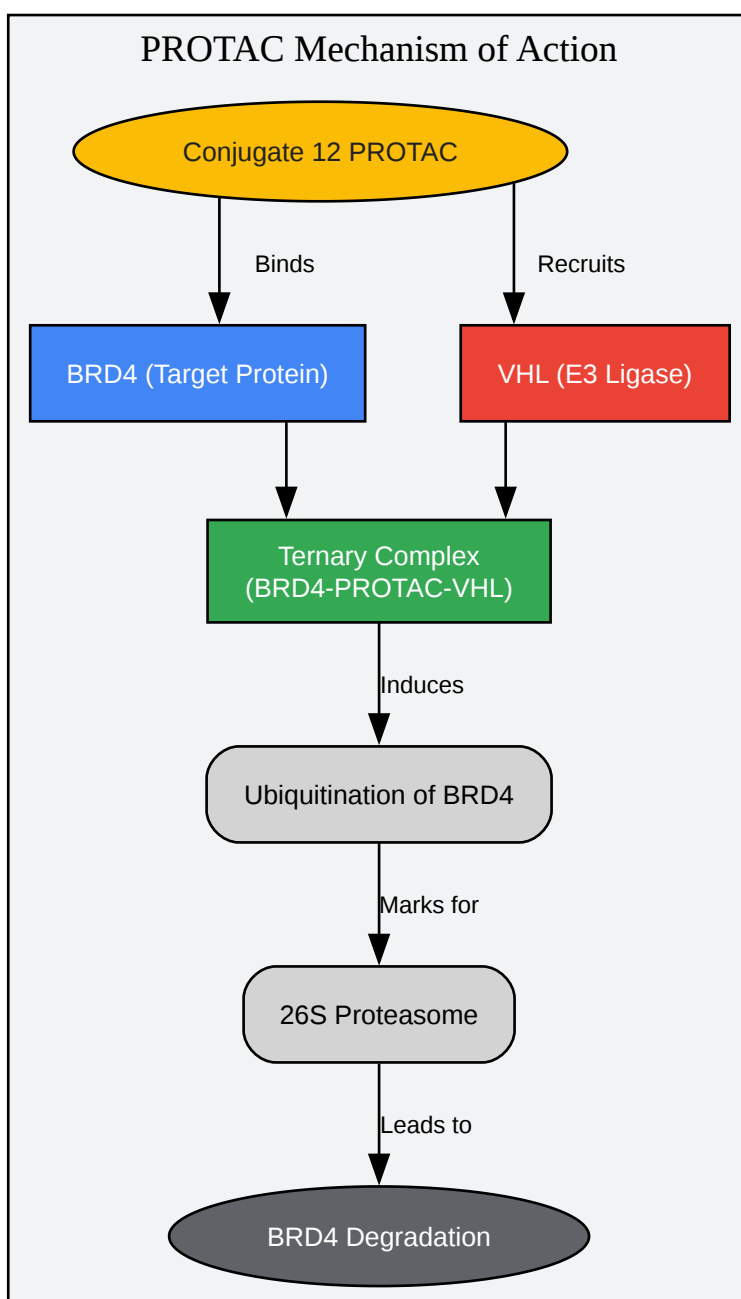 PROTAC Mechanism of Action
Conjugate 12 PROTAC
Binds
Recruits
BRD4 (Target Protein)
VHL (E3 Ligase)
Ternary Complex
(BRD4-PROTAC-VHL)
Induces
Ubiquitination of BRD4
Marks for
26S Proteasome
Leads to
BRD4 Degradation